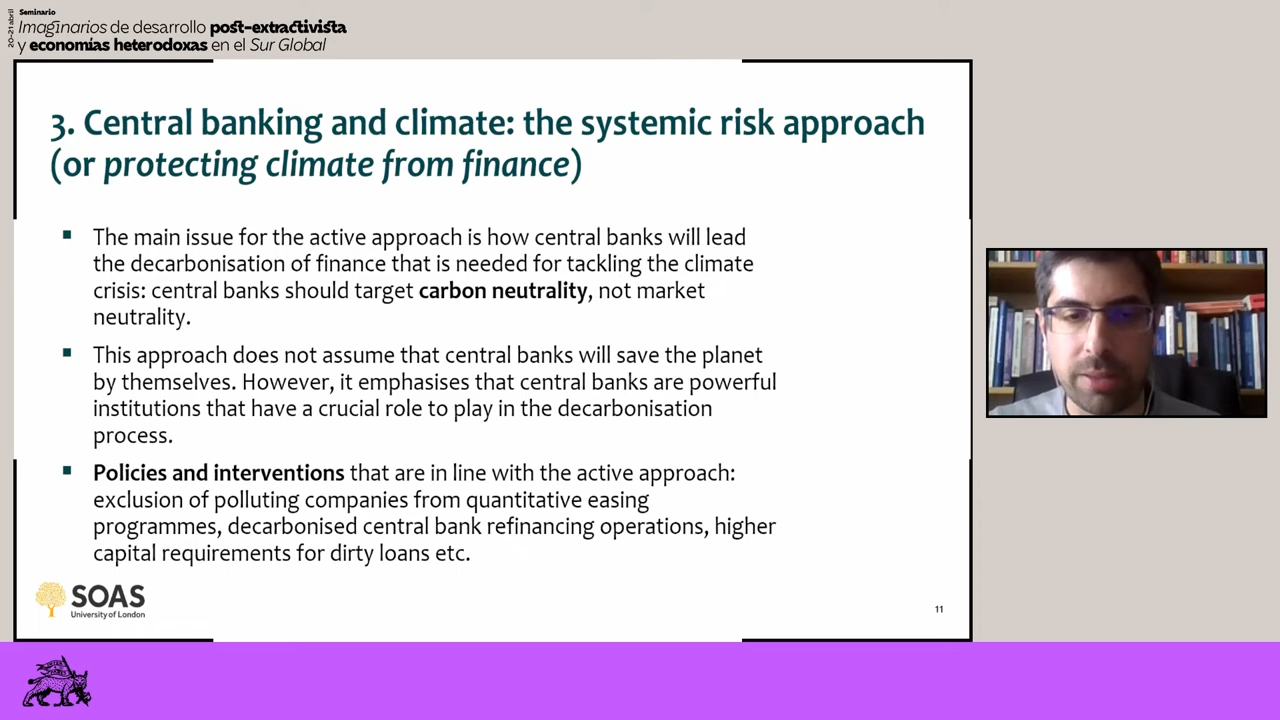 20-21 abril
Seminario
Imaginarios de desarrollo post-extractivista
y economías heterodoxas en el Sur Global
3. Central banking and climate: the systemic risk approach
(or protecting climate from finance)
▪ The main issue for the active approach is how central banks will lead
the decarbonisation of finance that is needed for tackling the climate
crisis: central banks should target carbon neutrality, not market
neutrality.
▪ This approach does not assume that central banks will save the planet
by themselves. However, it emphasises that central banks are powerful
institutions that have a crucial role to play in the decarbonisation
process.
▪ Policies and interventions that are in line with the active approach:
exclusion of polluting companies from quantitative easing
programmes, decarbonised central bank refinancing operations, higher
capital requirements for dirty loans etc.
SOAS
University of London
11